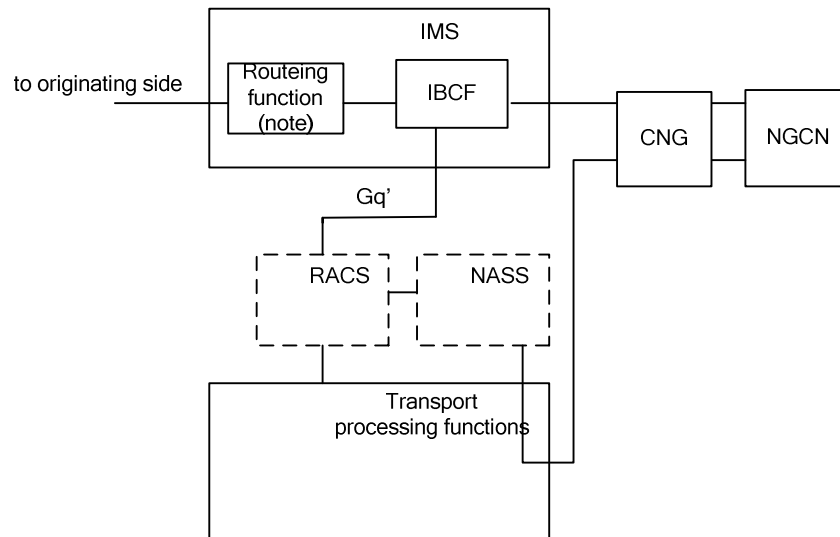 IMS
to originating side
Routeing
function
(note)
IBCF
CNG
NGCN
Gq'
RACS
NASS
Transport
processing functions